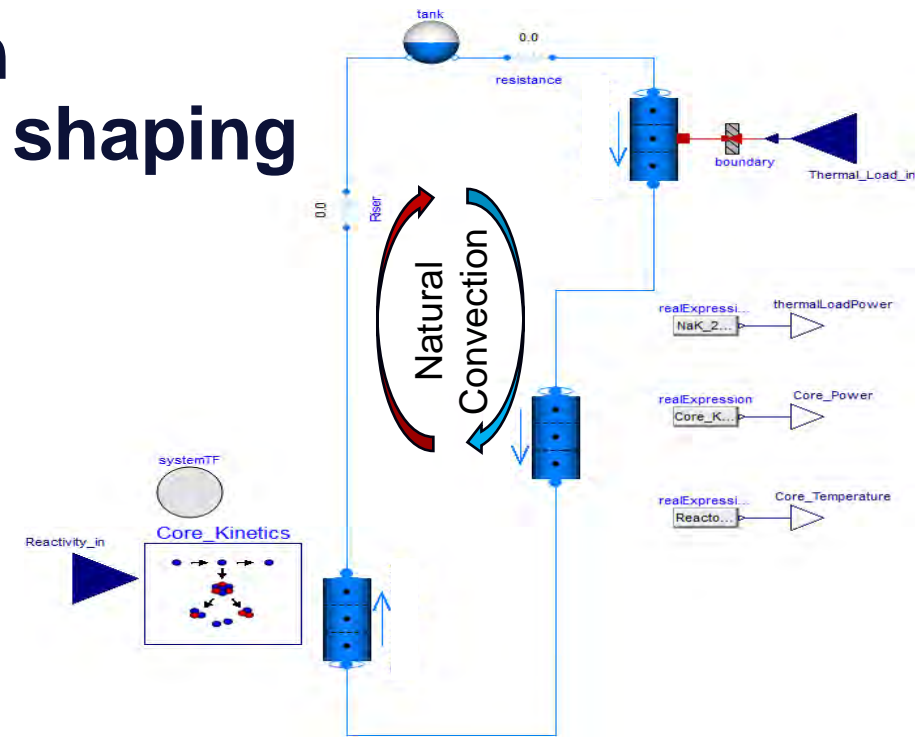 n
shaping
tank
0.0
resistance
boundary
Thermal_Load_in
0.0
Riser
Natural
Convection
realExpressi...
thermalLoadPower
NaK_2...
realExpression
Core_Power
Core_K...
realExpressi...
Core_Temperature
Reacto...
systemTF
Core_Kinetics
Reactivity_in